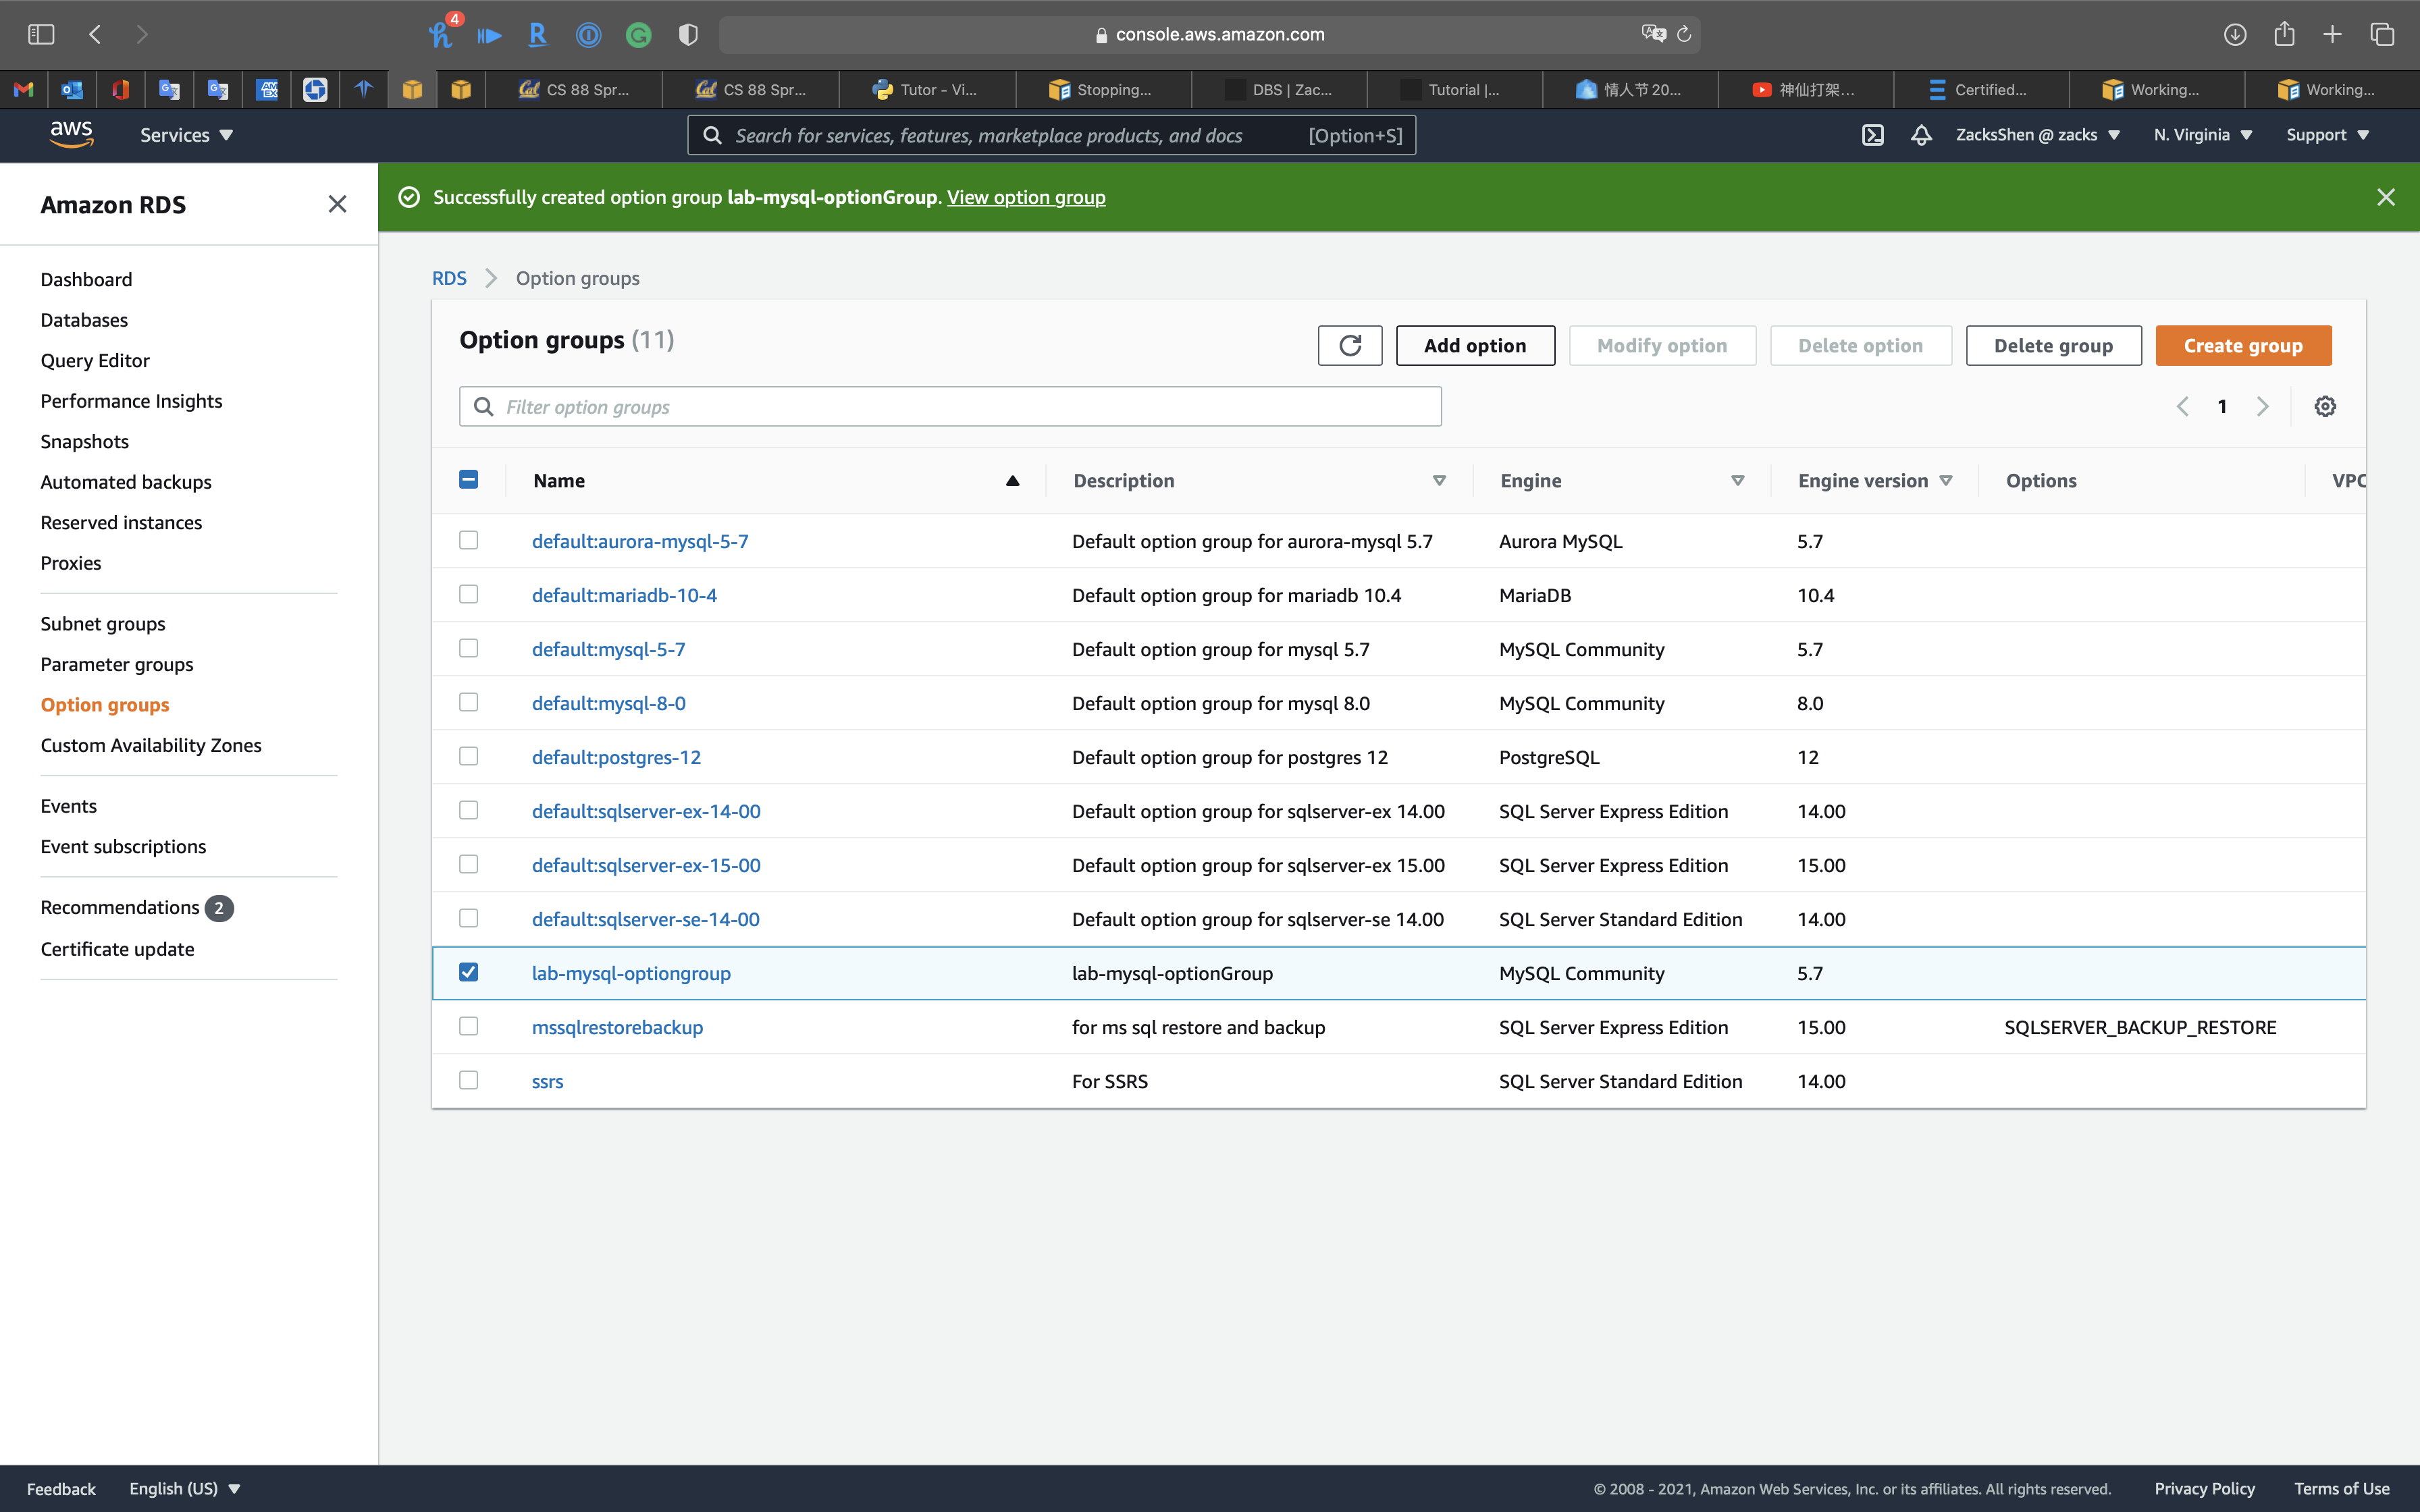 4
console.aws.amazon.com
CS 88 Spr...
CS 88 Spr...
Tutor - Vi...
Stopping...
DBS | Zac...
Tutorial |...
情人节 20...
神仙打架...
Certified...
Working...
Working...
aws
Services
Search for services, features, marketplace products, and docs
[Option+S]
ZacksShen @ zacks
N. Virginia
Support
Amazon RDS
Dashboard
Databases
Query Editor
Performance Insights
Snapshots
Automated backups
Reserved instances
Proxies
Subnet groups
Parameter groups
Option groups
Custom Availability Zones
Events
Event subscriptions
Recommendations 2
Certificate update
Successfully created option group lab-mysql-optionGroup. View option group
RDS > Option groups
Option groups (11)
Add option
Modify option
Delete option
Delete group
Create group
Filter option groups
1
Name Description Engine Engine version Options VPC
default:aurora-mysql-5-7 Default option group for aurora-mysql 5.7 Aurora MySQL 5.7
default:mariadb-10-4 Default option group for mariadb 10.4 MariaDB 10.4
default:mysql-5-7 Default option group for mysql 5.7 MySQL Community 5.7
default:mysql-8-0 Default option group for mysql 8.0 MySQL Community 8.0
default:postgres-12 Default option group for postgres 12 PostgreSQL 12
default:sqlserver-ex-14-00 Default option group for sqlserver-ex 14.00 SQL Server Express Edition 14.00
default:sqlserver-ex-15-00 Default option group for sqlserver-ex 15.00 SQL Server Express Edition 15.00
default:sqlserver-se-14-00 Default option group for sqlserver-se 14.00 SQL Server Standard Edition 14.00
lab-mysql-optiongroup lab-mysql-optionGroup MySQL Community 5.7
mssqlrestorebackup for ms sql restore and backup SQL Server Express Edition 15.00 SQLSERVER_BACKUP_RESTORE
ssrs For SSRS SQL Server Standard Edition 14.00
Feedback
English (US)
© 2008 - 2021, Amazon Web Services, Inc. or its affiliates. All rights reserved.
Privacy Policy
Terms of Use